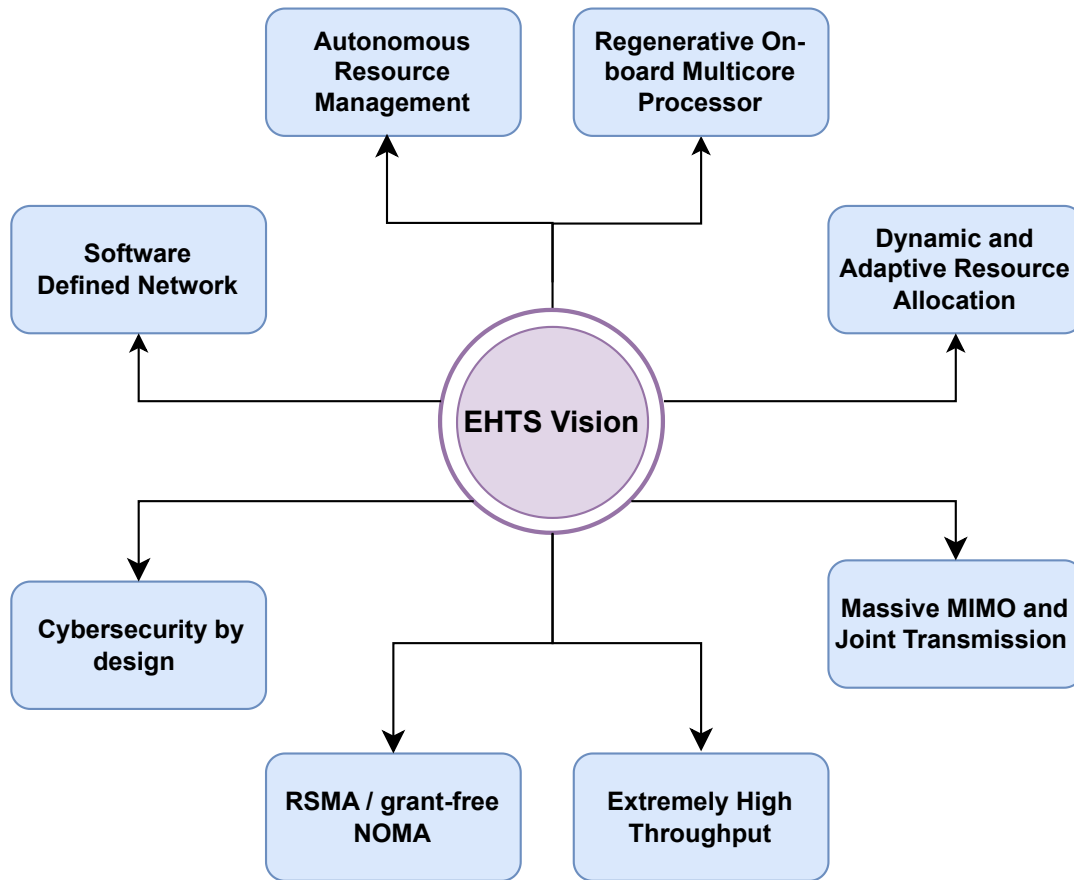 Autonomous
Resource
Management
Regenerative On-
board Multicore
Processor
Software
Defined Network
Dynamic and
Adaptive Resource
Allocation
EHTS Vision
Cybersecurity by
design
Massive MIMO and
Joint Transmission
RSMA / grant-free
NOMA
Extremely High
Throughput